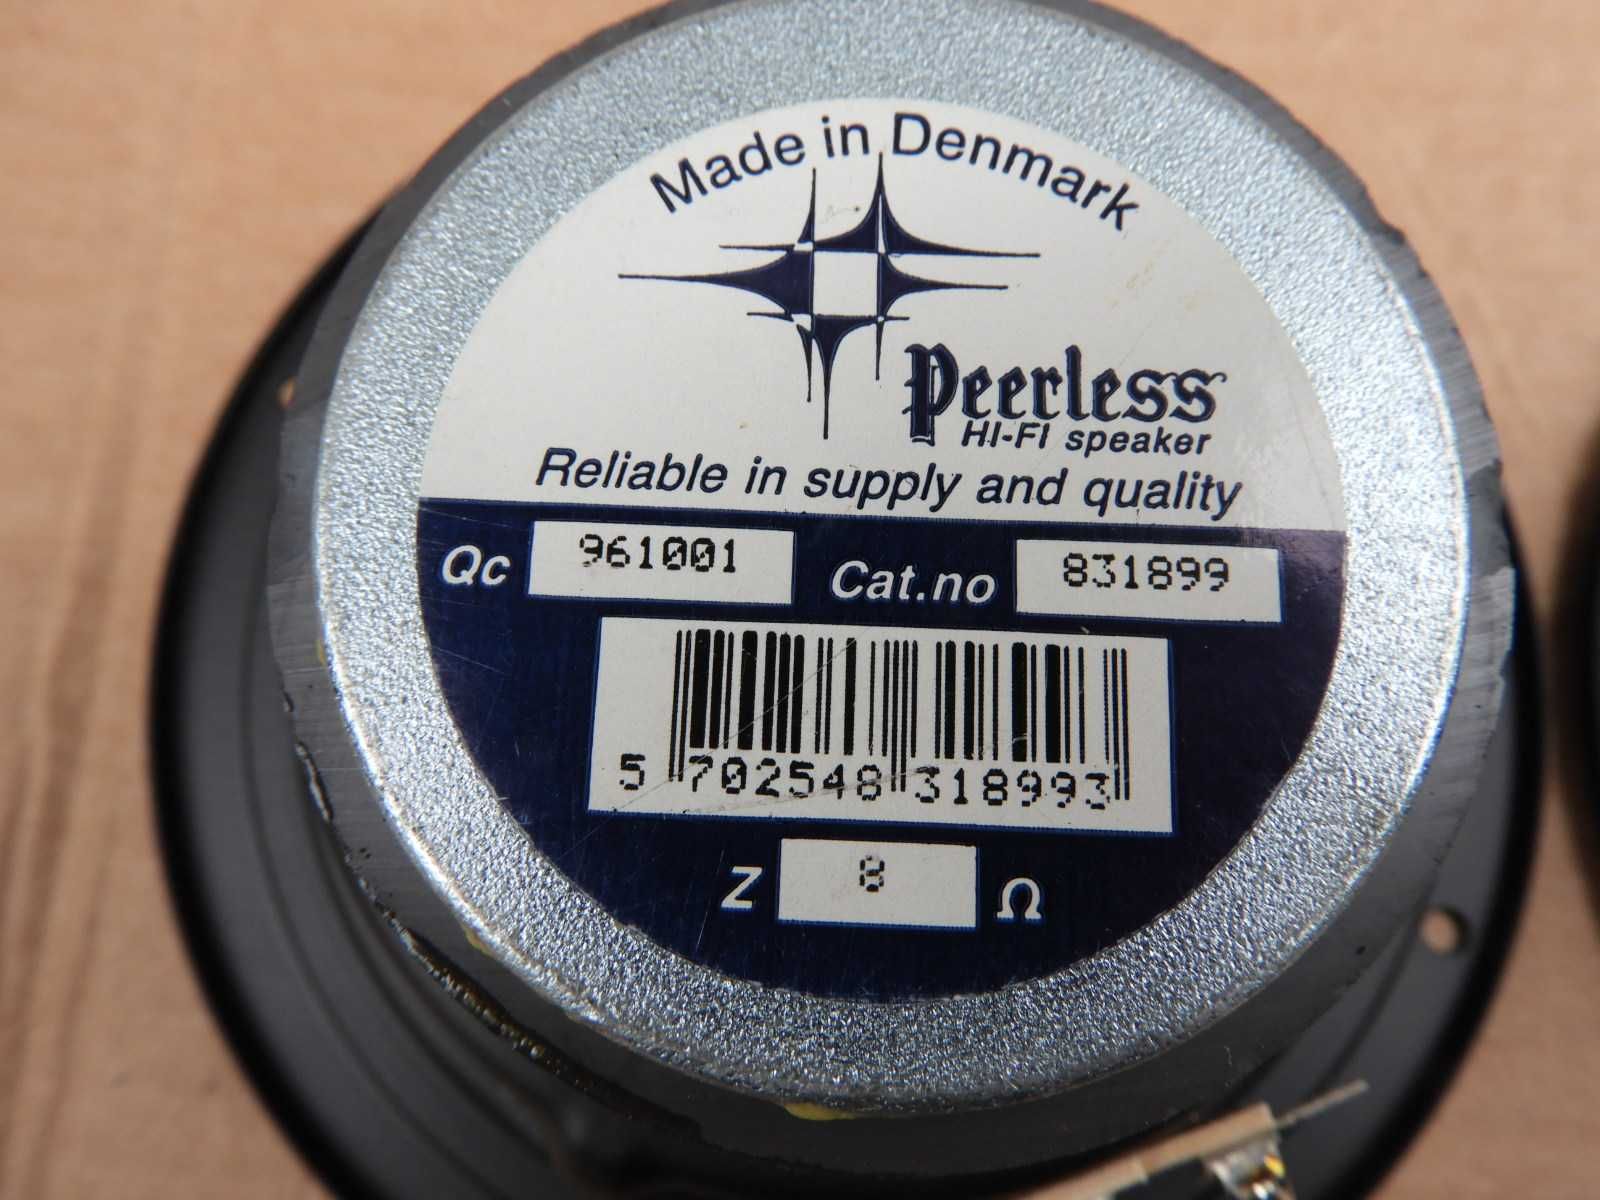 Made in Denmark
Peerless
HI-FI speaker
Reliable in supply and quality
Qc 961001 Cat.no 831899
5 702548 318993
Z 8 Ω